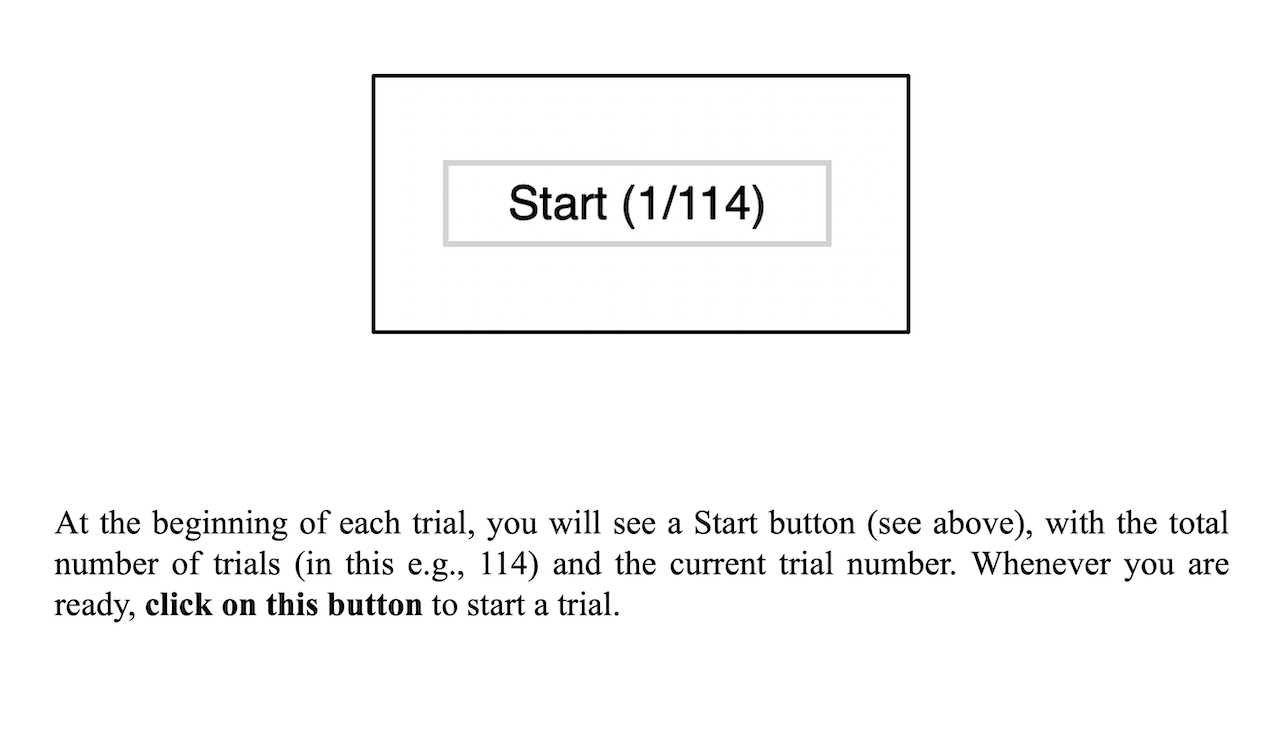 Start (1/114)
At the beginning of each trial, you will see a Start button (see above), with the total
number of trials (in this e.g., 114) and the current trial number. Whenever you are
ready, click on this button to start a trial.